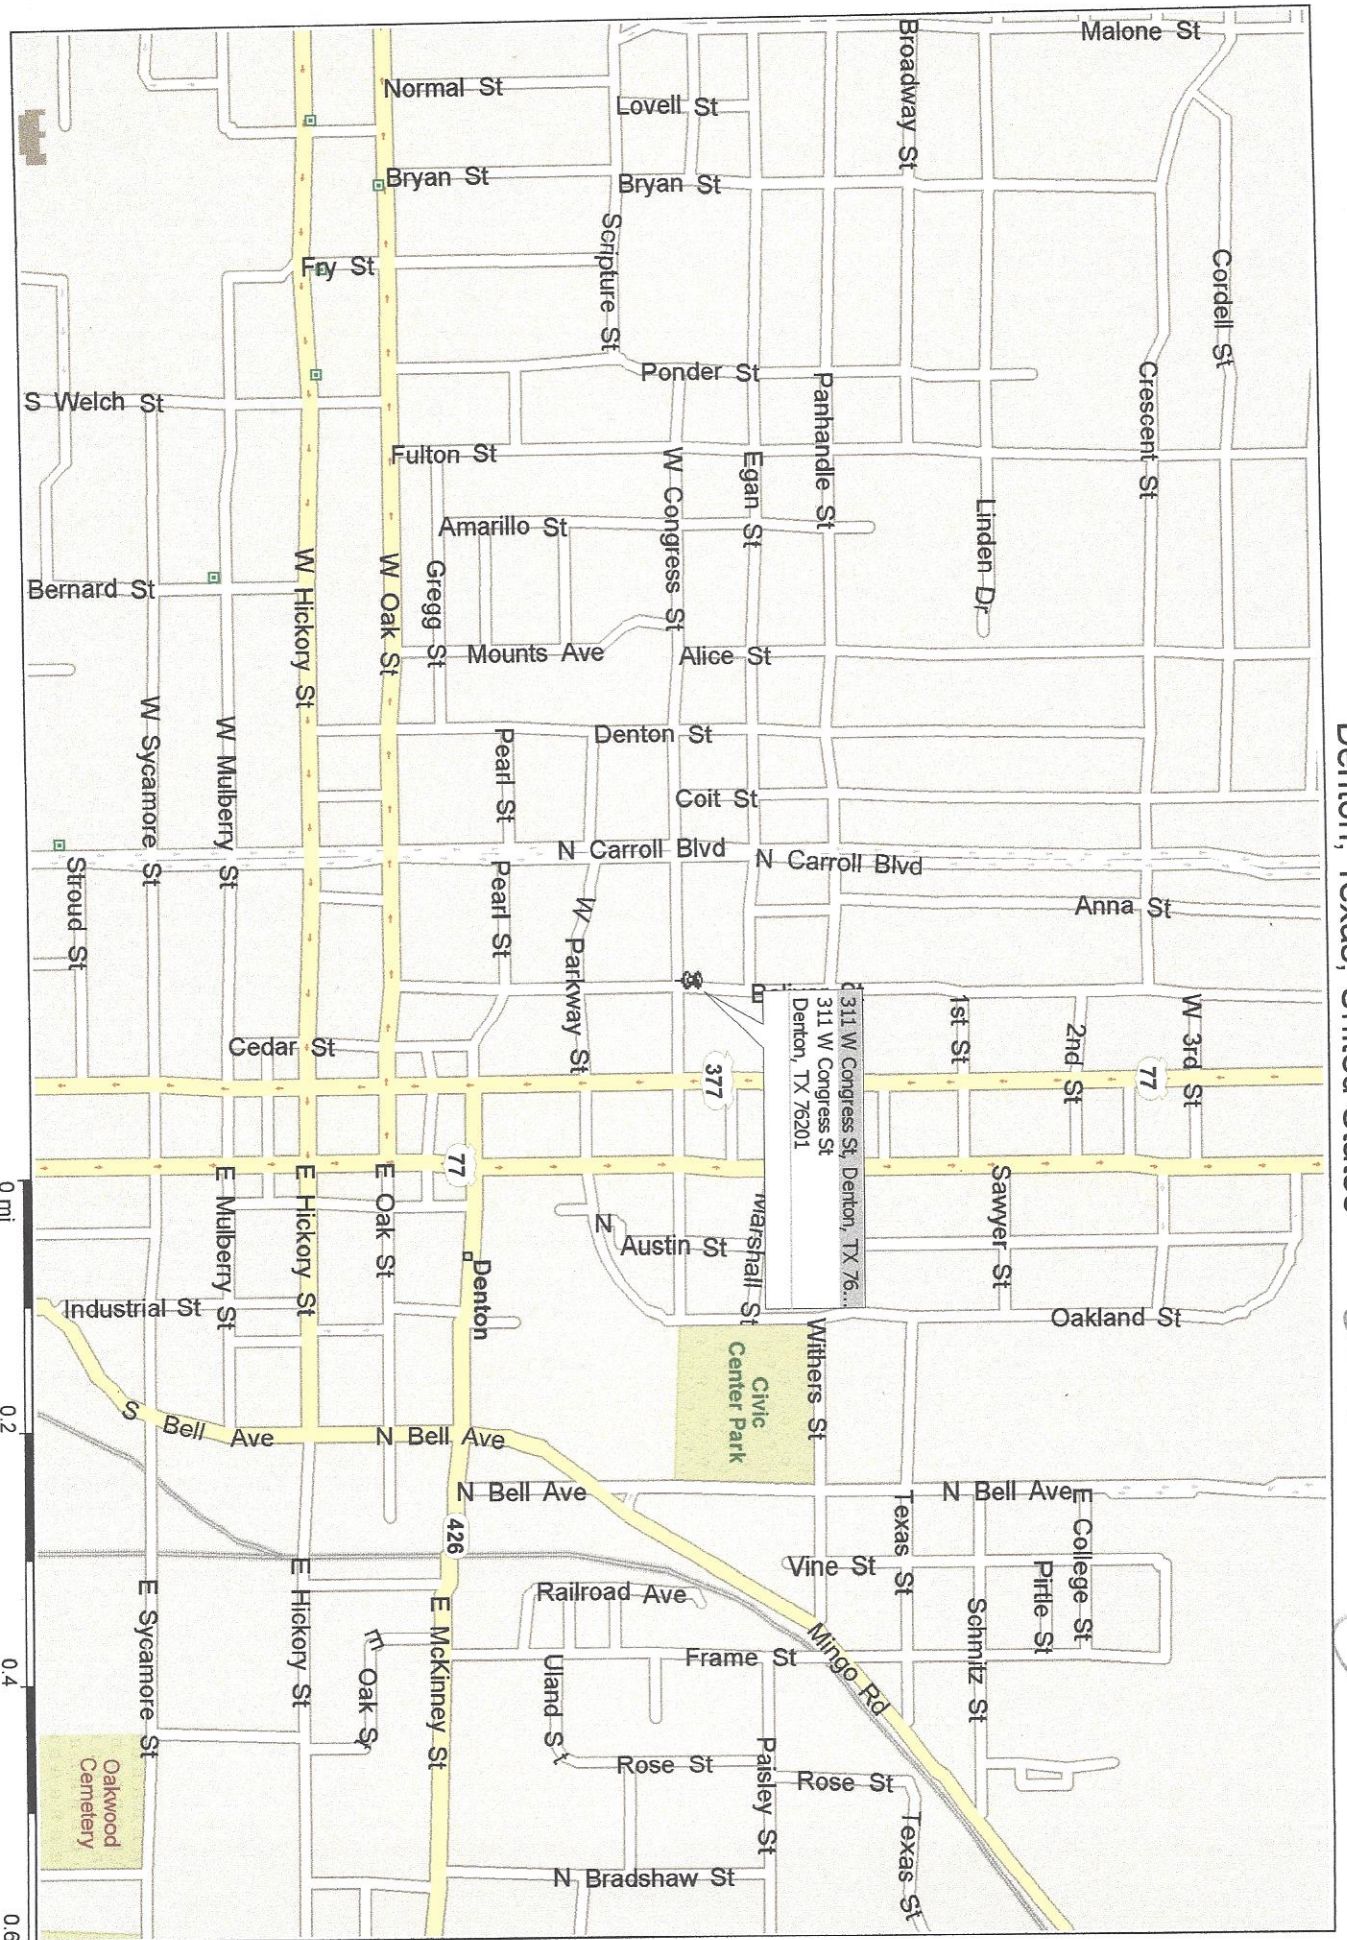 Denton, Texas, United States
Malone St
Broadway St
Normal St
Lovell St
Bryan St
Bryan St
Scripture St
Cordell St
Fry St
Ponder St
Panhandle St
Crescent St
S Welch St
Fulton St
W Congress St
Egan St
Linden Dr
Amarillo St
W Hickory St
W Oak St
Gregg St
Bernard St
Mounts Ave
Alice St
W Sycamore St
W Mulberry St
Pearl St
Denton St
Coit St
N Carroll Blvd
N Carroll Blvd
Stroud St
Pearl St
W Parkway St
Anna St
1st St
2nd St
W 3rd St
Cedar St
377
77
311 W Congress St, Denton, TX 76...
311 W Congress St
Denton, TX 76201
77
E Mulberry St
E Hickory St
E Oak St
Sawyer St
Marshall St
N Austin St
Denton
Industrial St
Oakland St
Withers St
Civic
Center Park
S Bell Ave
N Bell Ave
N Bell Ave
N Bell Ave
E College St
Texas St
426
Vine St
Pirtle St
Railroad Ave
Schmitz St
E Sycamore St
E Hickory St
E Oak St
E McKinney St
Uland St
Frame St
Mingo Rd
Rose St
Paisley St
Rose St
Texas St
Oakwood
Cemetery
N Bradshaw St
0 mi
0.2
0.4
0.6